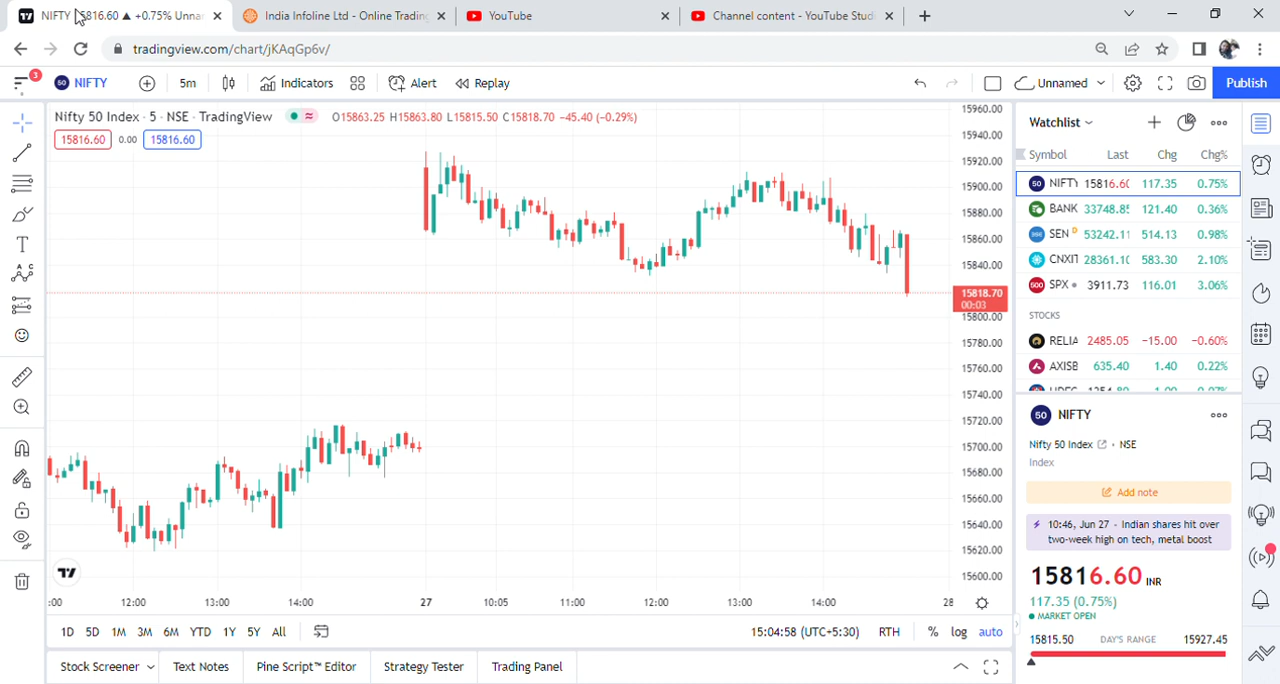 NIFTY 15816.60 ▲ +0.75% Unnar
India Infoline Ltd - Online Trading
YouTube
Channel content - YouTube Studi
tradingview.com/chart/jKAqGp6v/
3
50 NIFTY
5m
Indicators
Alert
Replay
Unnamed
Publish
Nifty 50 Index · 5 · NSE · TradingView
O15863.25 H15863.80 L15815.50 C15818.70 -45.40 (-0.29%)
15816.60
0.00
15816.60
15960.00
15940.00
15920.00
15900.00
15880.00
15860.00
15840.00
15818.70
00:03
15800.00
15780.00
15760.00
15740.00
15720.00
15700.00
15680.00
15660.00
15640.00
15620.00
15600.00
:00 12:00 13:00 14:00 27 10:05 11:00 12:00 13:00 14:00 28
1D 5D 1M 3M 6M YTD 1Y 5Y All
15:04:58 (UTC+5:30) RTH % log auto
Stock Screener
Text Notes
Pine Script™ Editor
Strategy Tester
Trading Panel
Watchlist
Symbol Last Chg Chg%
50 NIFTY 15816.60 117.35 0.75%
BANK 33748.85 121.40 0.36%
SEN D 53242.11 514.13 0.98%
CNXIT 28361.10 583.30 2.10%
500 SPX 3911.73 116.01 3.06%
STOCKS
RELIA 2485.05 −15.00 −0.60%
AXISB 635.40 1.40 0.22%
50 NIFTY
Nifty 50 Index · NSE
Index
Add note
10:46, Jun 27 - Indian shares hit over
two-week high on tech, metal boost
15816.60 INR
117.35 (0.75%)
MARKET OPEN
15815.50 DAY'S RANGE 15927.45